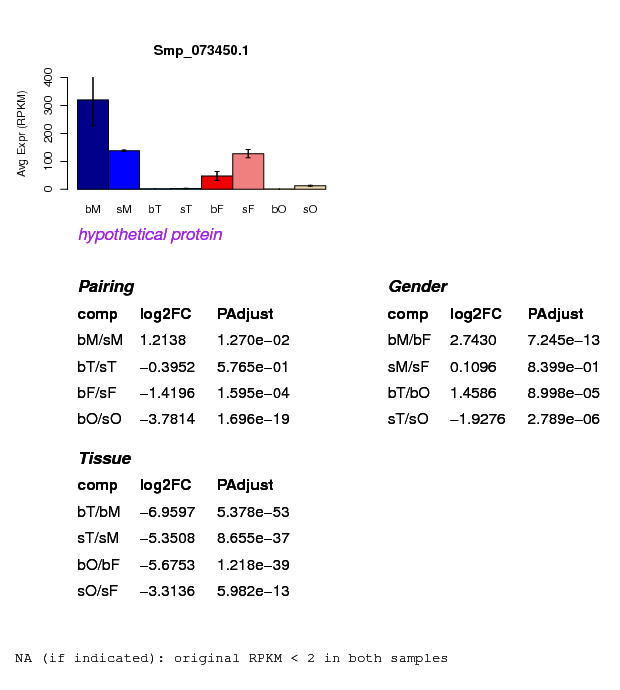 Smp_073450.1
Avg Expr (RPKM)
400
300
200
100
0
bM sM bT sT bF sF bO sO
hypothetical protein
Pairing
comp log2FC PAdjust
bM/sM 1.2138 1.270e−02
bT/sT −0.3952 5.765e−01
bF/sF −1.4196 1.595e−04
bO/sO −3.7814 1.696e−19
Gender
comp log2FC PAdjust
bM/bF 2.7430 7.245e−13
sM/sF 0.1096 8.399e−01
bT/bO 1.4586 8.998e−05
sT/sO −1.9276 2.789e−06
Tissue
comp log2FC PAdjust
bT/bM −6.9597 5.378e−53
sT/sM −5.3508 8.655e−37
bO/bF −5.6753 1.218e−39
sO/sF −3.3136 5.982e−13
NA (if indicated): original RPKM < 2 in both samples